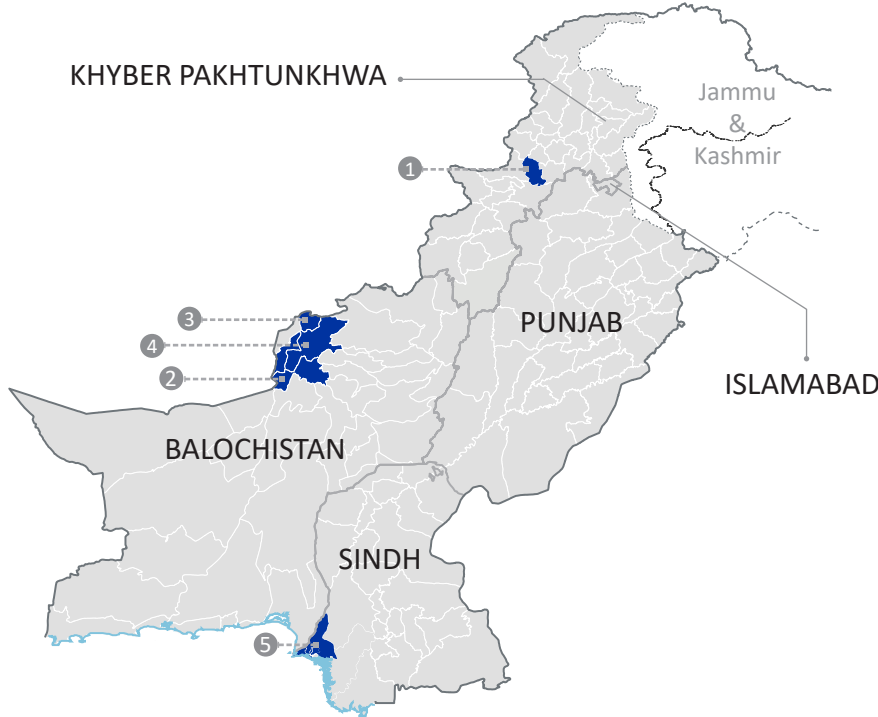 KHYBER PAKHTUNKHWA
Jammu
&
Kashmir
1
3
PUNJAB
4
2
ISLAMABAD
BALOCHISTAN
SINDH
5